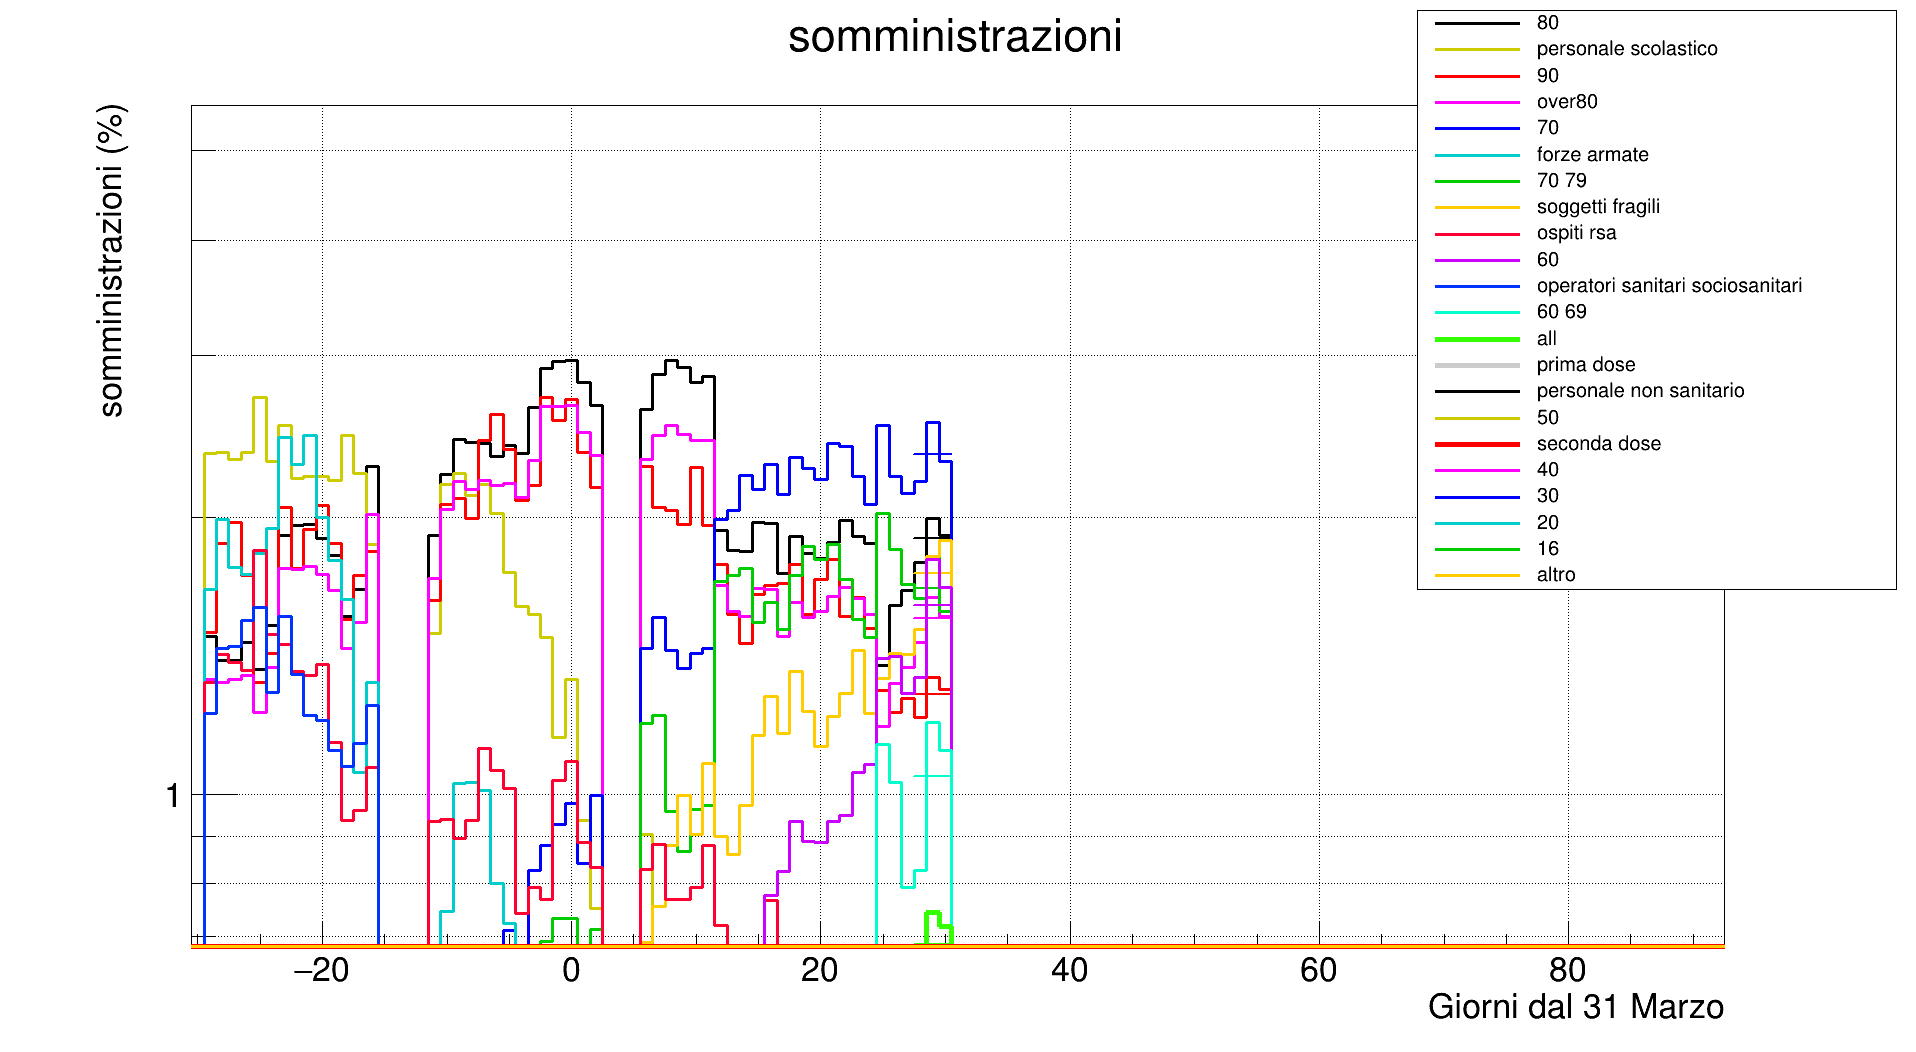 somministrazioni
somministrazioni (%)
80
personale scolastico
90
over80
70
forze armate
70 79
soggetti fragili
ospiti rsa
60
operatori sanitari sociosanitari
60 69
all
prima dose
personale non sanitario
50
seconda dose
40
30
20
16
altro
1
−20 0 20 40 60 80
Giorni dal 31 Marzo